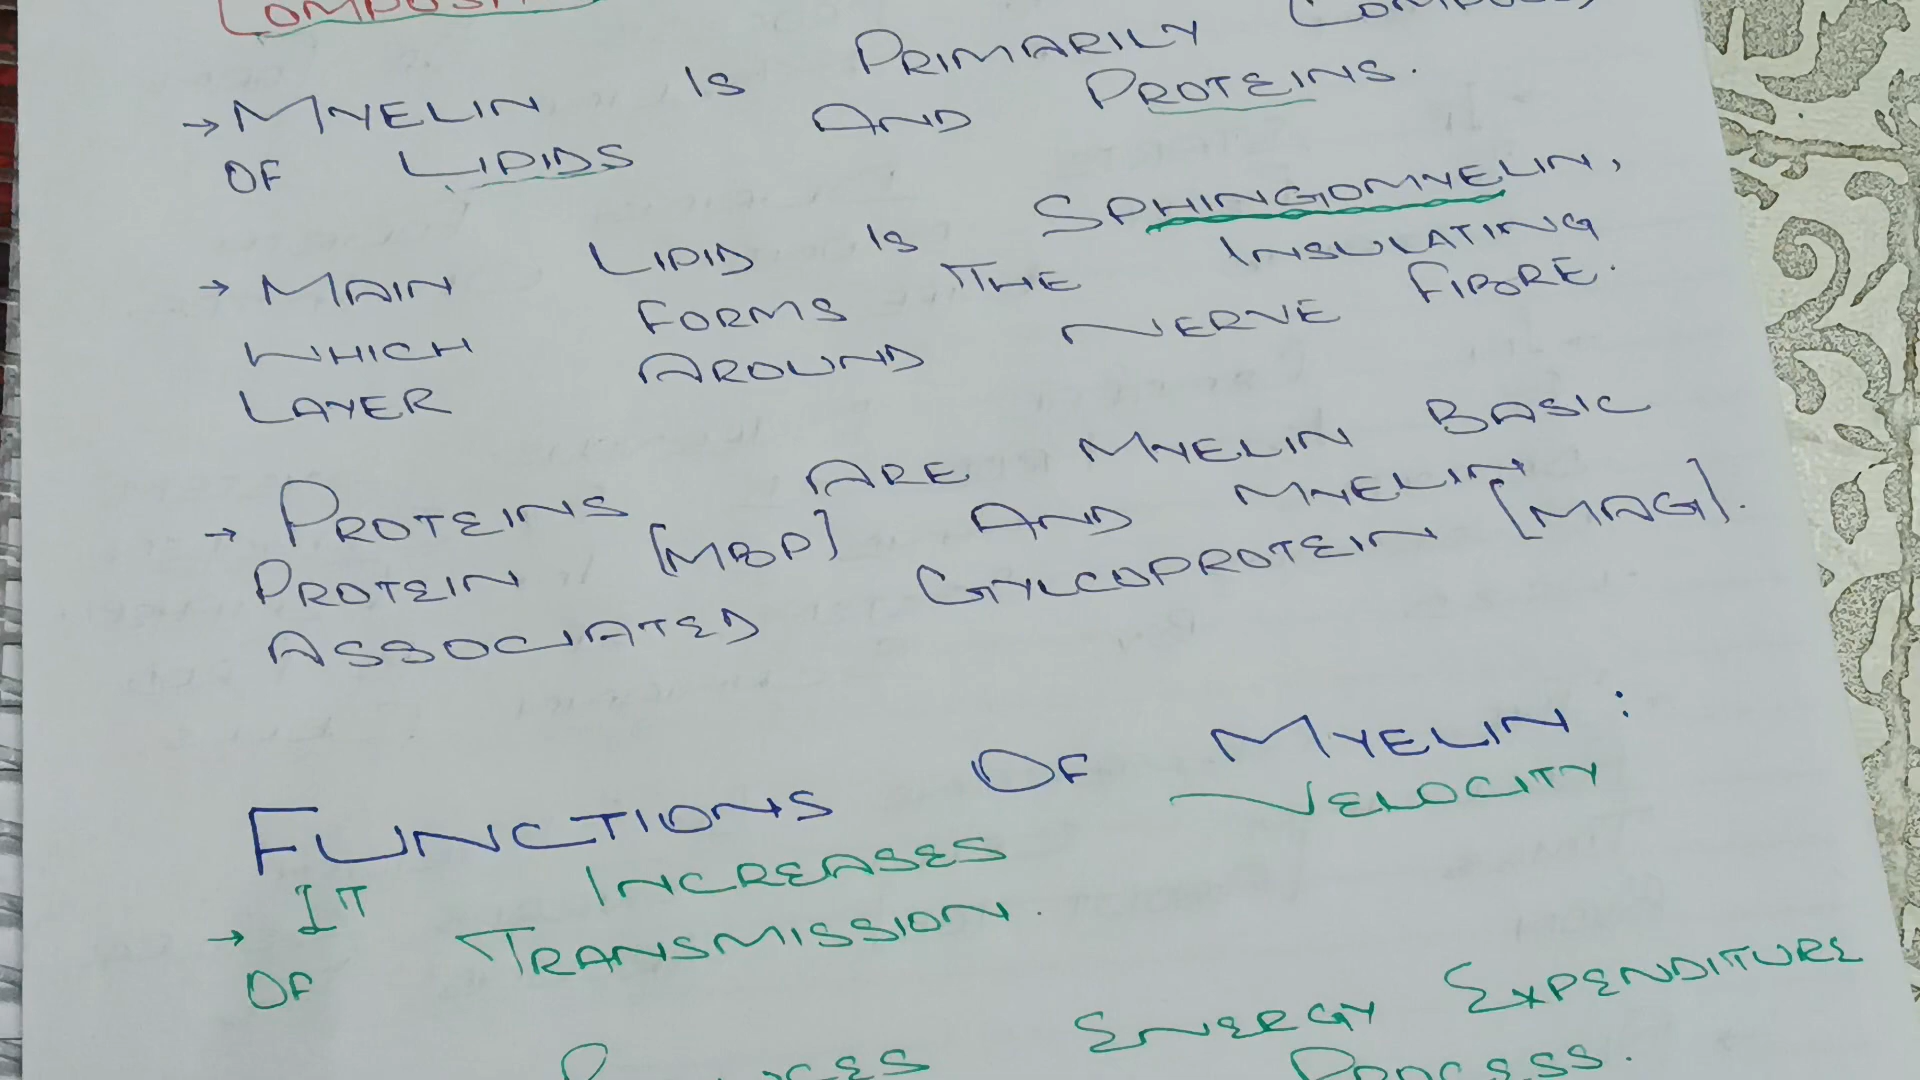 → MYELIN IS PRIMARILY
OF LIPIDS AND PROTEINS.
→ MAIN LIPID IS SPHINGOMYELIN,
WHICH FORMS THE INSULATING
LAYER AROUND NERVE FIBRE.
→ PROTEINS ARE MYELIN BASIC
PROTEIN [MBP] AND MYELIN
ASSOCIATED GYLCOPROTEIN [MAG].
FUNCTIONS OF MYELIN :
→ IT INCREASES VELOCITY
OF TRANSMISSION.
ENERGY EXPENDITURE
PROCESS.